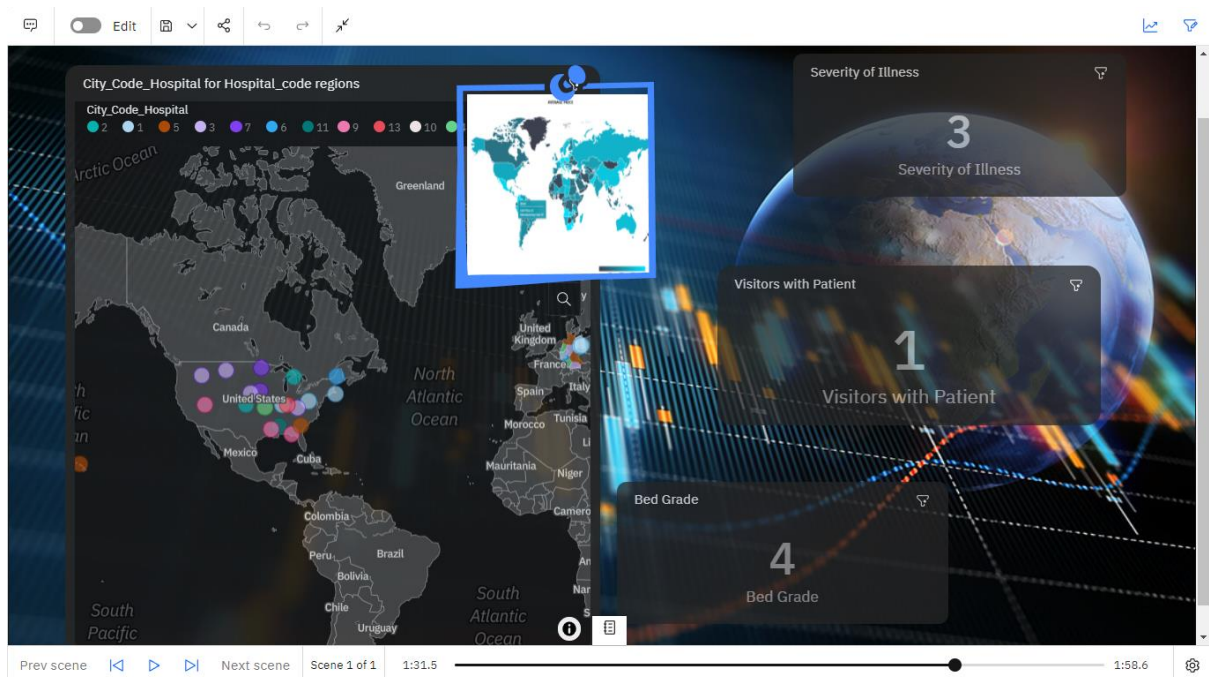 Edit
City_Code_Hospital for Hospital_code regions
City_Code_Hospital
2 1 5 3 7 6 11 9 13 10
Arctic Ocean
Greenland
Canada
United Kingdom
France
North Atlantic Ocean
Spain
Italy
United States
Morocco
Tunisia
Mexico
Cuba
Mauritania
Niger
Colombia
Peru
Brazil
Bolivia
Chile
Uruguay
South Pacific
South Atlantic Ocean
Severity of Illness
3
Severity of Illness
Visitors with Patient
1
Visitors with Patient
Bed Grade
4
Bed Grade
Prev scene
Next scene
Scene 1 of 1
1:31.5
1:58.6